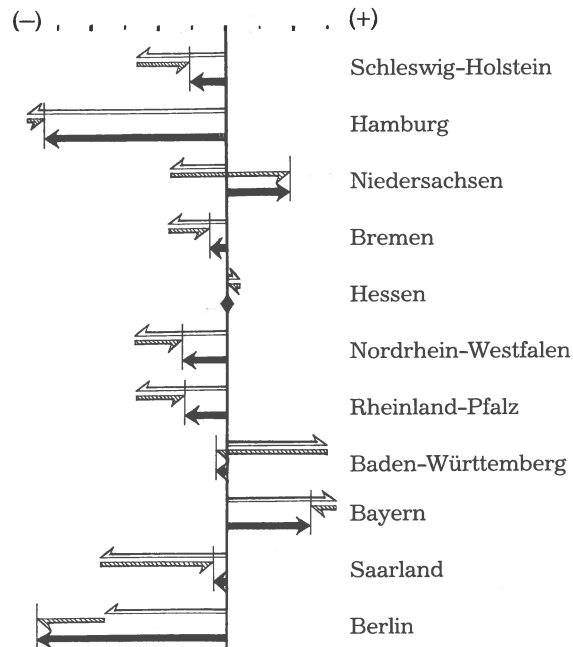 (−) (+)
Schleswig-Holstein
Hamburg
Niedersachsen
Bremen
Hessen
Nordrhein-Westfalen
Rheinland-Pfalz
Baden-Württemberg
Bayern
Saarland
Berlin